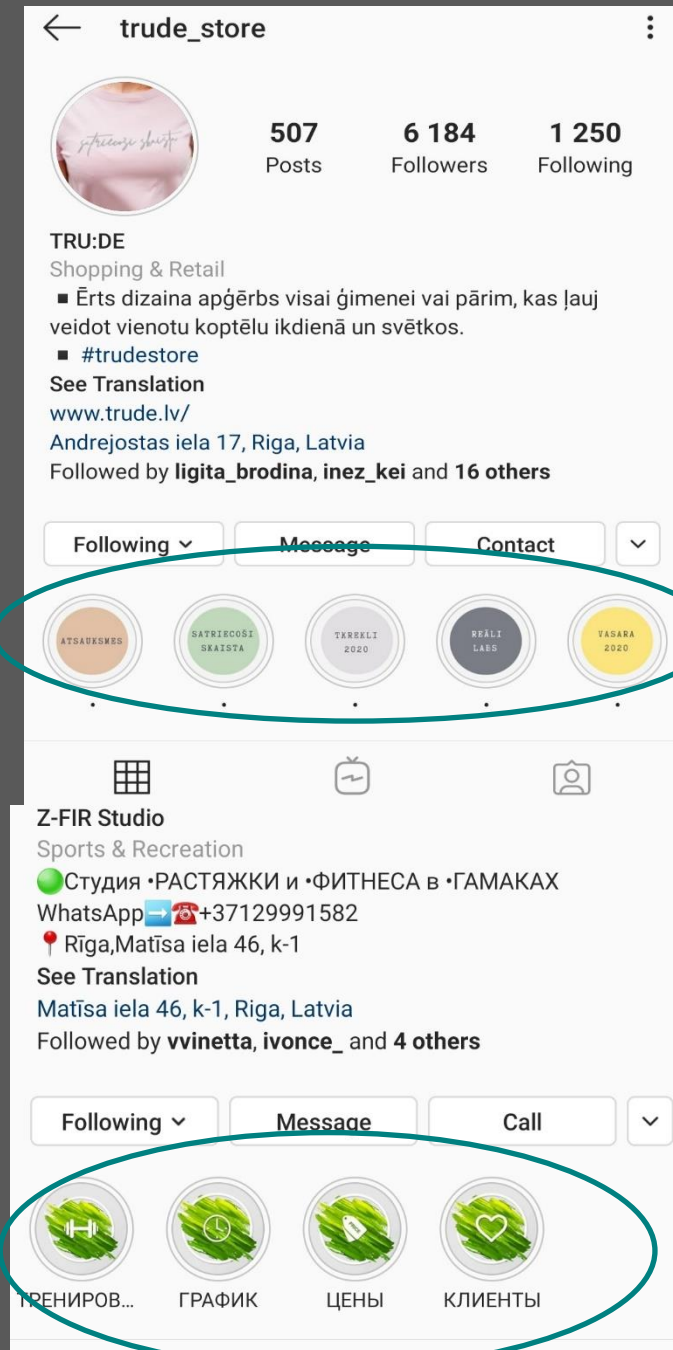 trude_store
satriecoši skaista
507 6 184 1 250
Posts Followers Following
TRU:DE
Shopping & Retail
▪ Ērts dizaina apģērbs visai ģimenei vai pārim, kas ļauj
veidot vienotu koptēlu ikdienā un svētkos.
▪ #trudestore
See Translation
www.trude.lv/
Andrejostas iela 17, Riga, Latvia
Followed by ligita_brodina, inez_kei and 16 others
Following Message Contact
ATSAUKSMES SATRIECOŠI TKREKLI REĀLI VASARA
SKAISTA 2020 LABS 2020
Z-FIR Studio
Sports & Recreation
🟢Студия •РАСТЯЖКИ и •ФИТНЕСА в •ГАМАКАХ
WhatsApp➡️☎️+37129991582
📍Rīga,Matīsa iela 46, k-1
See Translation
Matīsa iela 46, k-1, Riga, Latvia
Followed by vvinetta, ivonce_ and 4 others
Following Message Call
ТРЕНИРОВ... ГРАФИК ЦЕНЫ КЛИЕНТЫ